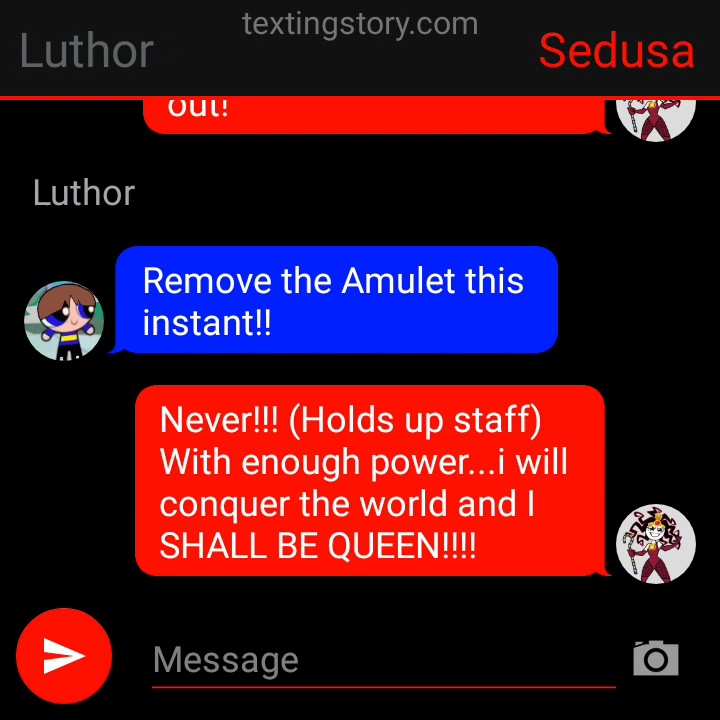 textingstory.com
Luthor
Sedusa
out!
Luthor
Remove the Amulet this
instant!!
Never!!! (Holds up staff)
With enough power...i will
conquer the world and I
SHALL BE QUEEN!!!!
Message